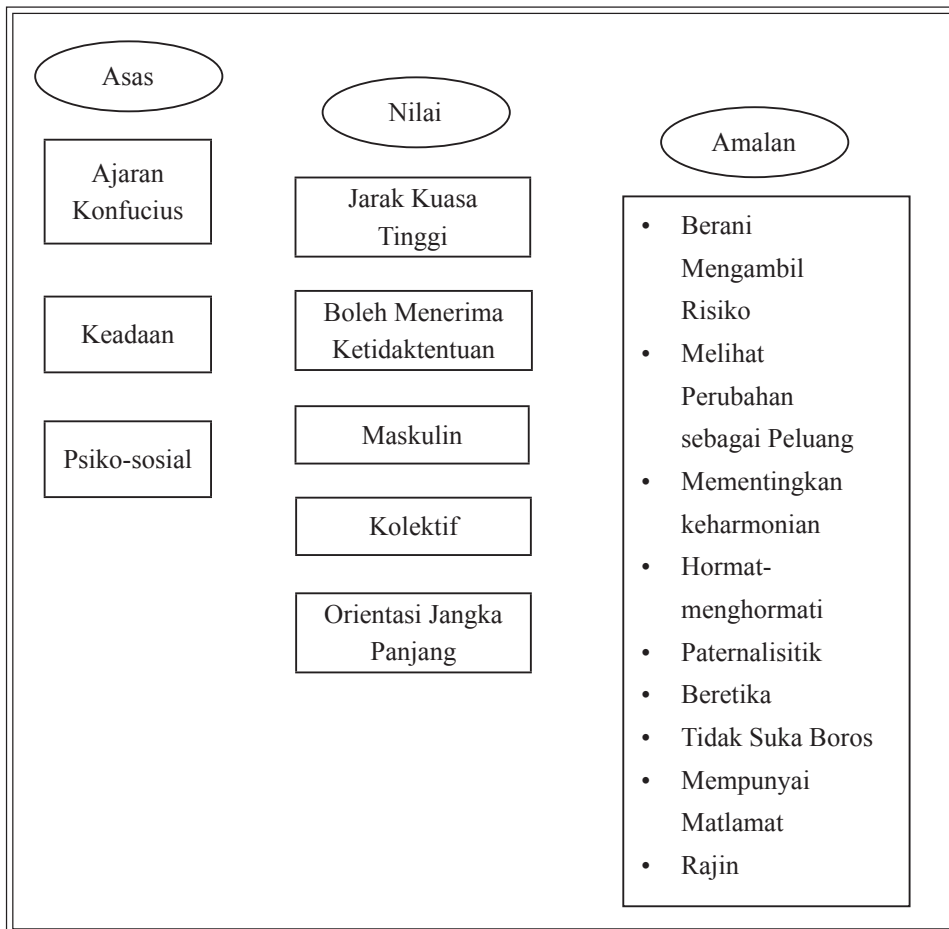 Asas
Ajaran
Konfucius
Keadaan
Psiko-sosial
Nilai
Jarak Kuasa
Tinggi
Boleh Menerima
Ketidaktentuan
Maskulin
Kolektif
Orientasi Jangka
Panjang
Amalan
• Berani
Mengambil
Risiko
• Melihat
Perubahan
sebagai Peluang
• Mementingkan
keharmonian
• Hormat-
menghormati
• Paternalisitik
• Beretika
• Tidak Suka Boros
• Mempunyai
Matlamat
• Rajin